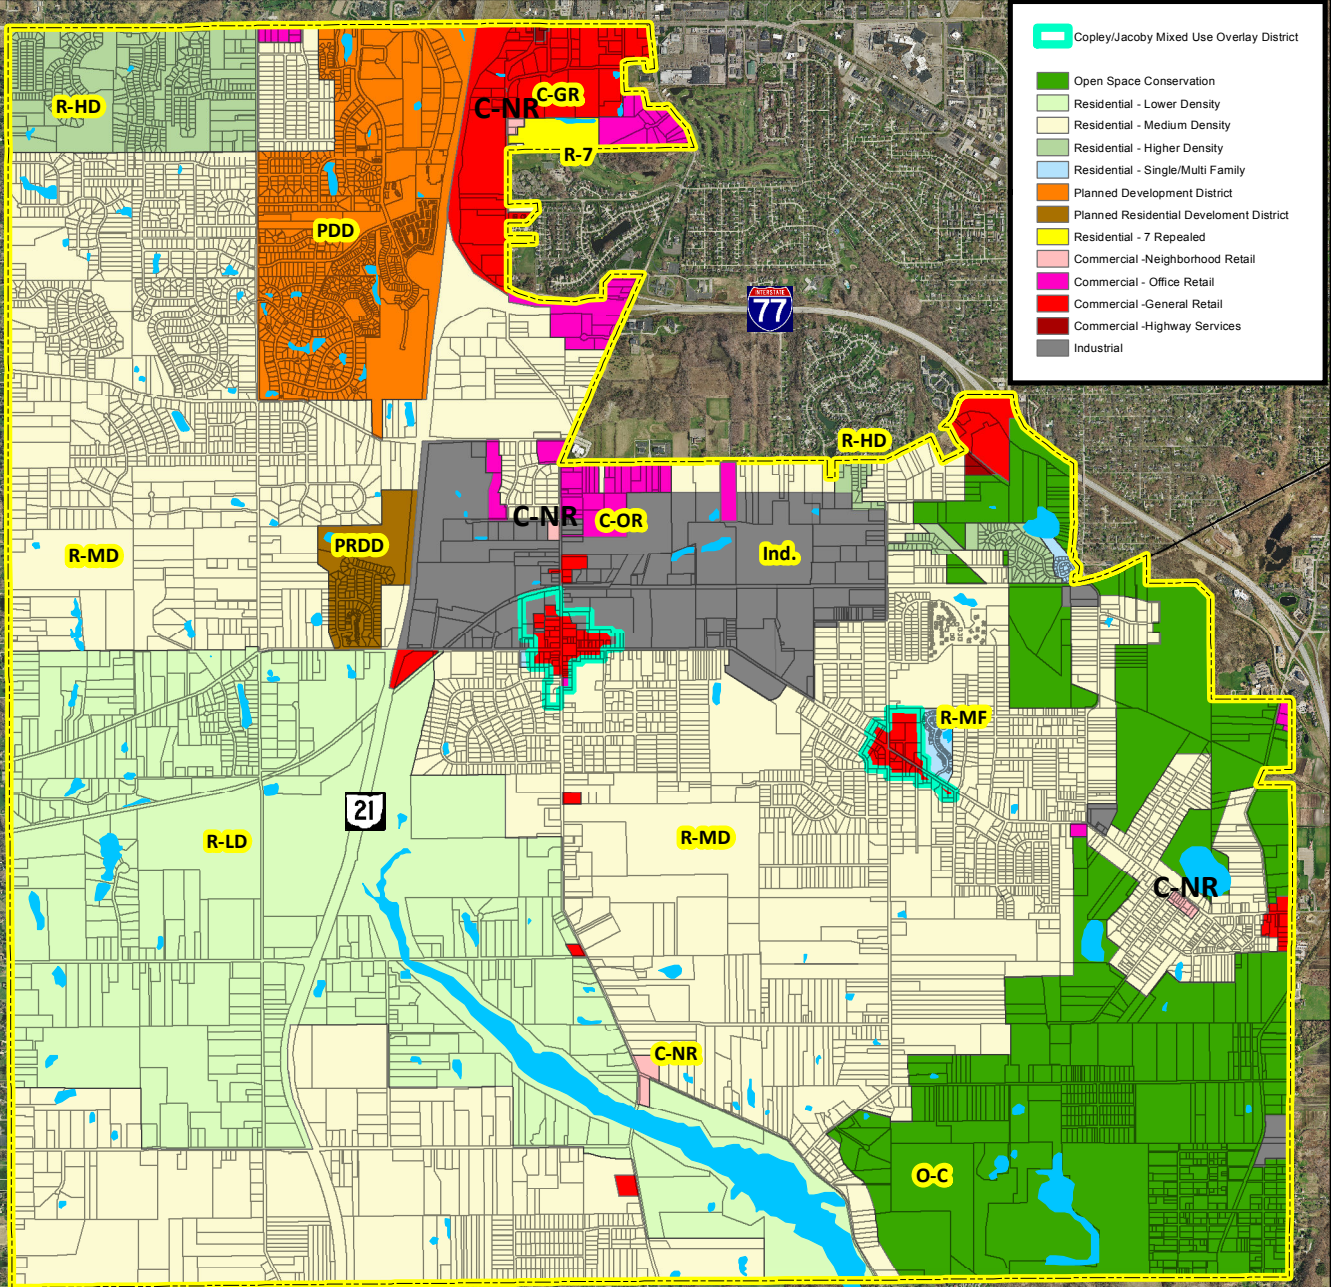 Copley/Jacoby Mixed Use Overlay District
Open Space Conservation
Residential - Lower Density
Residential - Medium Density
Residential - Higher Density
Residential - Single/Multi Family
Planned Development District
Planned Residential Develoment District
Residential - 7 Repealed
Commercial -Neighborhood Retail
Commercial - Office Retail
Commercial -General Retail
Commercial -Highway Services
Industrial
R-HD
C-NR
C-GR
R-7
PDD
INTERSTATE
77
R-HD
C-NR
C-OR
R-MD
PRDD
Ind.
R-MF
21
R-LD
R-MD
C-NR
C-NR
O-C